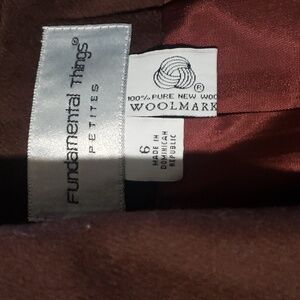 Fundamental Things®
PETITES
®
100% PURE NEW WOO
WOOLMARK
6
MADE IN
DOMINICAN
REPUBLIC